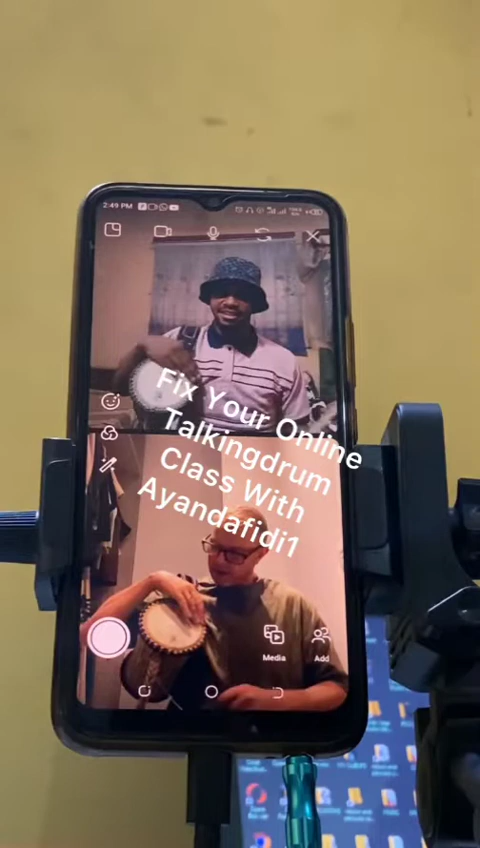 2:49 PM
Fix Your Online
Talkingdrum
Class With
Ayandafidi1
Media
Add